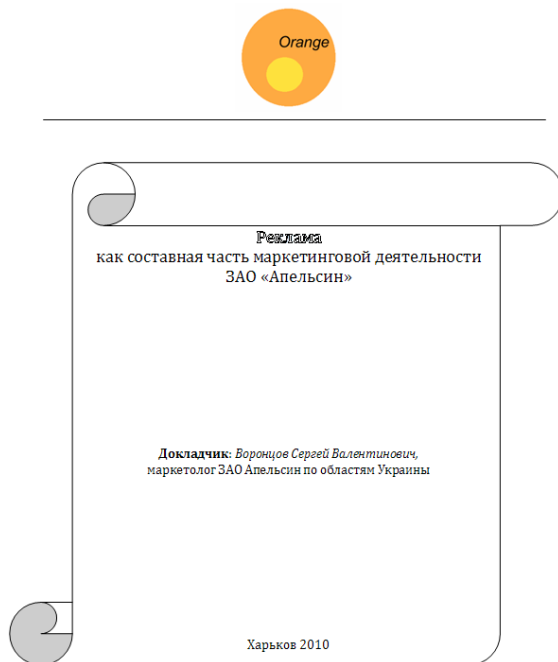 Orange
Реклама
как составная часть маркетинговой деятельности
ЗАО «Апельсин»
Докладчик: Воронцов Сергей Валентинович,
маркетолог ЗАО Апельсин по областям Украины
Харьков 2010